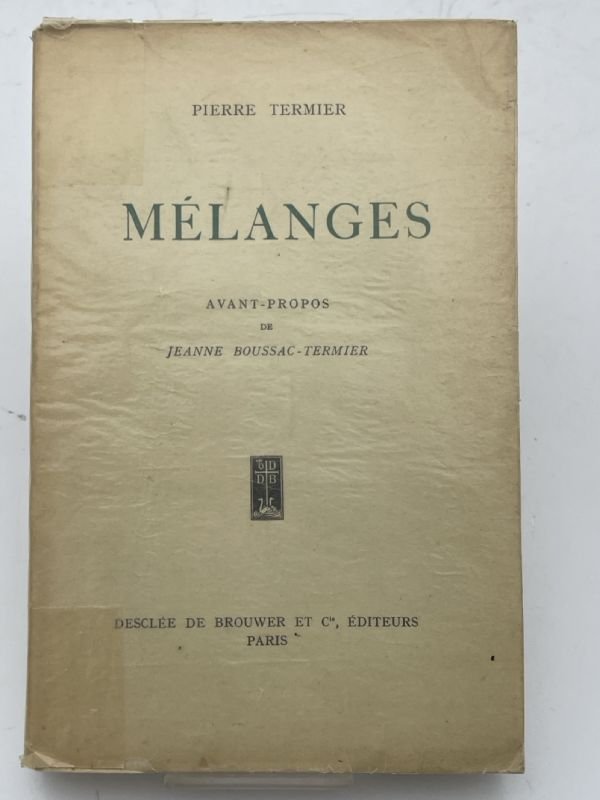 PIERRE TERMIER
MÉLANGES
AVANT-PROPOS
DE
JEANNE BOUSSAC-TERMIER
D D
D B
DESCLÉE DE BROUWER ET Cie, ÉDITEURS
PARIS